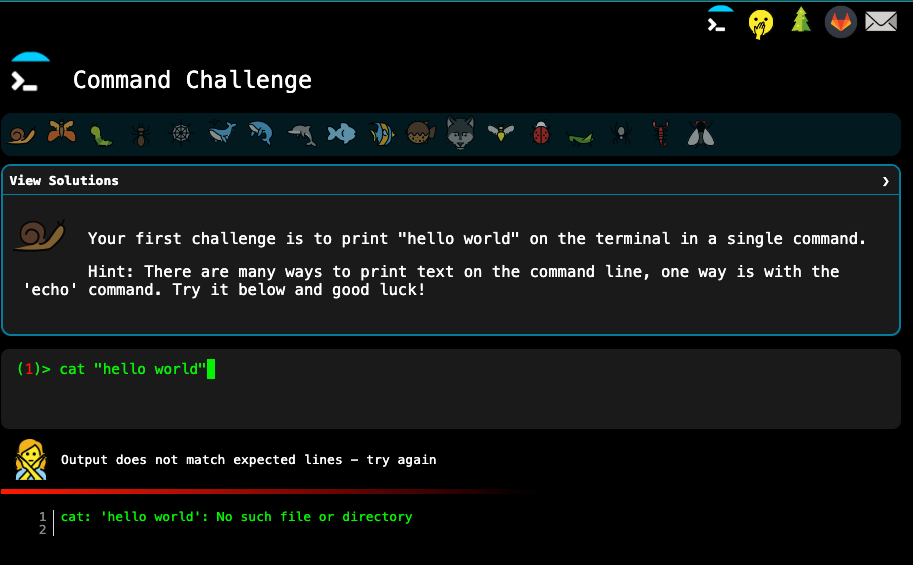 Command Challenge
View Solutions ❯
Your first challenge is to print "hello world" on the terminal in a single command.
Hint: There are many ways to print text on the command line, one way is with the
'echo' command. Try it below and good luck!
(1)> cat "hello world"
Output does not match expected lines — try again
1 cat: 'hello world': No such file or directory
2